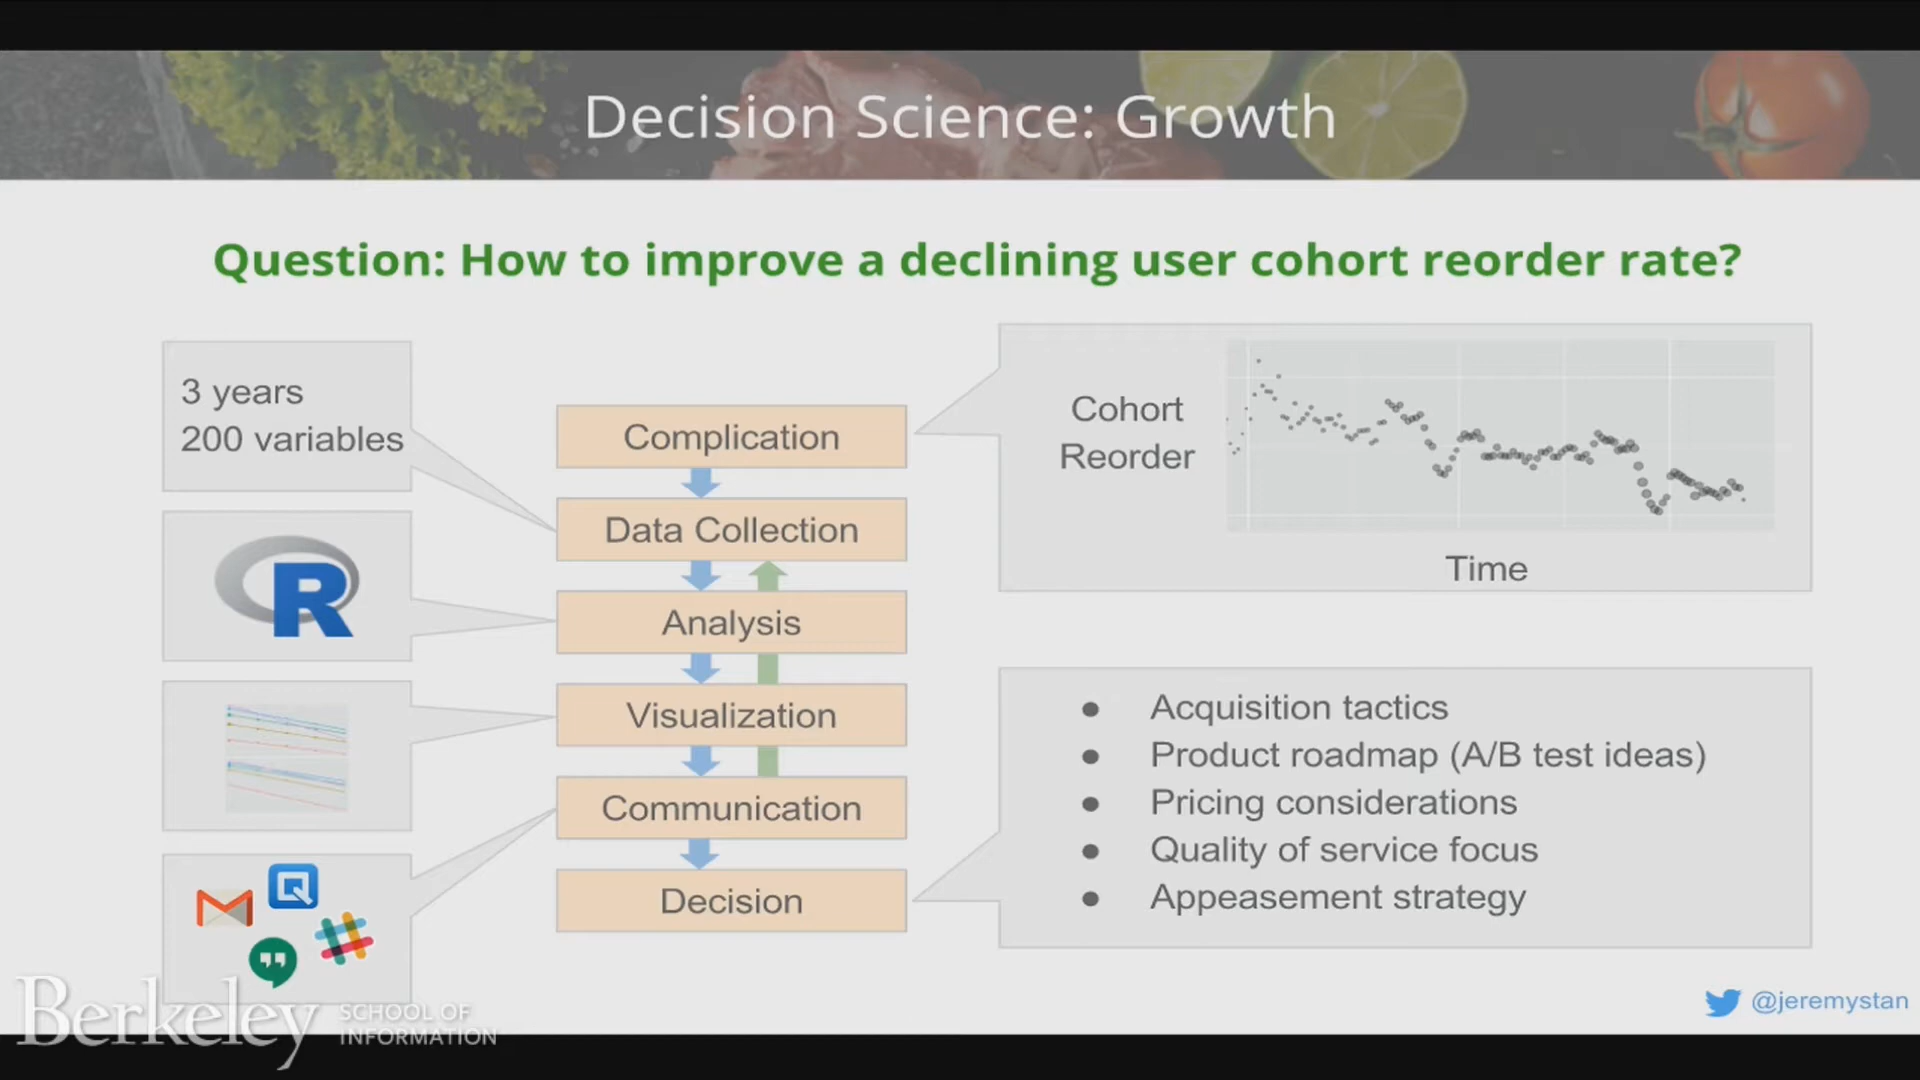 Decision Science: Growth
Question: How to improve a declining user cohort reorder rate?
3 years
200 variables
R
Complication
Data Collection
Analysis
Visualization
Communication
Decision
Cohort
Reorder
Time
● Acquisition tactics
● Product roadmap (A/B test ideas)
● Pricing considerations
● Quality of service focus
● Appeasement strategy
Berkeley SCHOOL OF
INFORMATION
@jeremystan